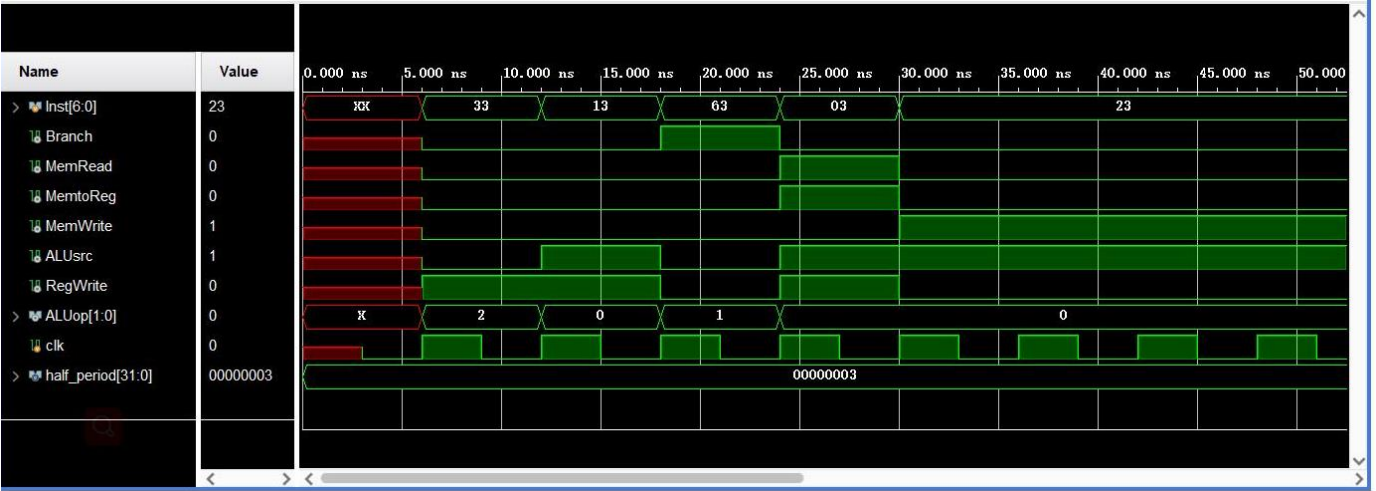 Name Value 0.000 ns 5.000 ns 10.000 ns 15.000 ns 20.000 ns 25.000 ns 30.000 ns 35.000 ns 40.000 ns 45.000 ns 50.000
Inst[6:0] 23 XX 33 13 63 03 23
Branch 0
MemRead 0
MemtoReg 0
MemWrite 1
ALUsrc 1
RegWrite 0
ALUop[1:0] 0 X 2 0 1 0
clk 0
half_period[31:0] 00000003 00000003